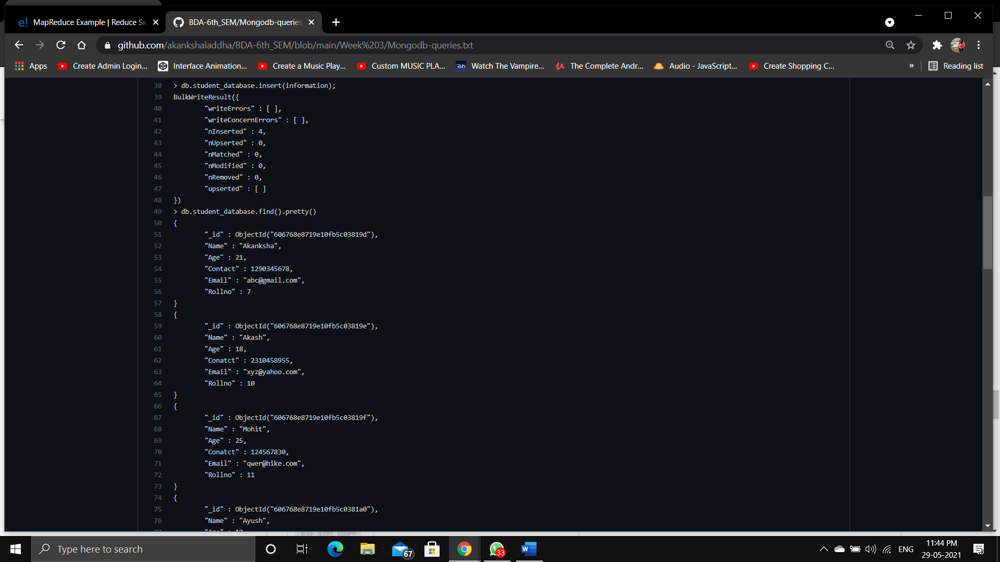 e! MapReduce Example | Reduce Si
BDA-6th_SEM/Mongodb-queries
github.com/akankshaladdha/BDA-6th_SEM/blob/main/Week%203/Mongodb-queries.txt
Apps Create Admin Login... Interface Animation... Create a Music Play... Custom MUSIC PLA... Watch The Vampire... The Complete Andr... Audio - JavaScript... Create Shopping C... » Reading list
38 > db.student_database.insert(information);
39 BulkWriteResult({
40 "writeErrors" : [ ],
41 "writeConcernErrors" : [ ],
42 "nInserted" : 4,
43 "nUpserted" : 0,
44 "nMatched" : 0,
45 "nModified" : 0,
46 "nRemoved" : 0,
47 "upserted" : [ ]
48 })
49 > db.student_database.find().pretty()
50 {
51 "_id" : ObjectId("606768e8719e10fb5c03819d"),
52 "Name" : "Akanksha",
53 "Age" : 21,
54 "Contact" : 1290345678,
55 "Email" : "abc@gmail.com",
56 "Rollno" : 7
57 }
58 {
59 "_id" : ObjectId("606768e8719e10fb5c03819e"),
60 "Name" : "Akash",
61 "Age" : 18,
62 "Conatct" : 2310458955,
63 "Email" : "xyz@yahoo.com",
64 "Rollno" : 10
65 }
66 {
67 "_id" : ObjectId("606768e8719e10fb5c03819f"),
68 "Name" : "Mohit",
69 "Age" : 25,
70 "Conatct" : 124567830,
71 "Email" : "qwer@hike.com",
72 "Rollno" : 11
73 }
74 {
75 "_id" : ObjectId("606768e8719e10fb5c0381a0"),
76 "Name" : "Ayush",
Type here to search
67
33
ENG
11:44 PM
29-05-2021